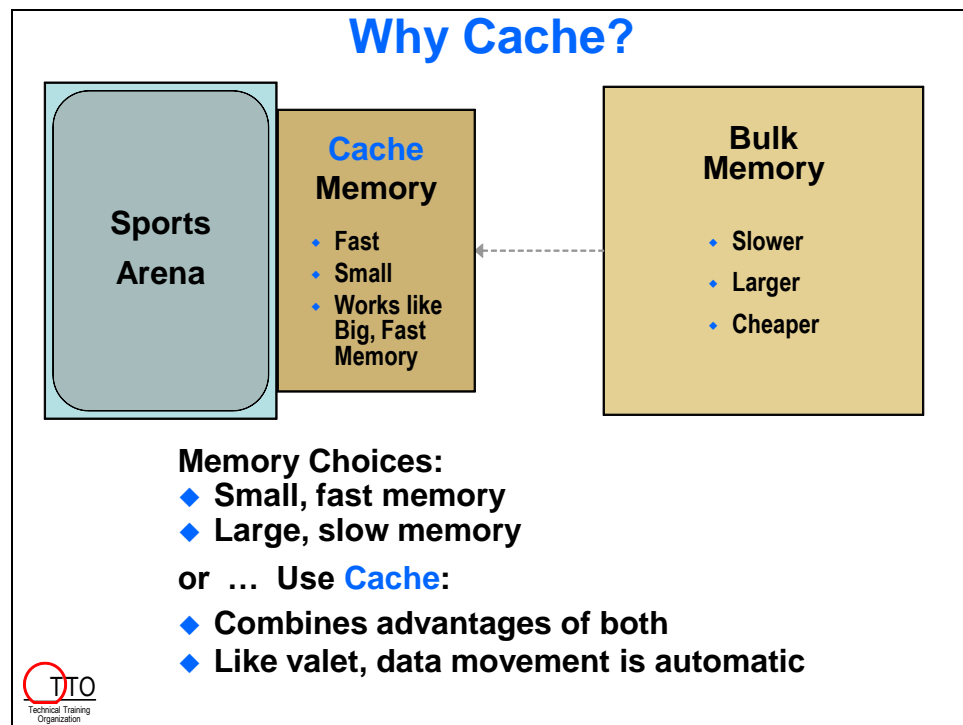 Why Cache?
Sports
Arena
Cache
Memory
Fast
Small
Works like
Big, Fast
Memory
Bulk
Memory
Slower
Larger
Cheaper
Memory Choices:
Small, fast memory
Large, slow memory
or … Use Cache:
Combines advantages of both
Like valet, data movement is automatic
TTO
Technical Training
Organization